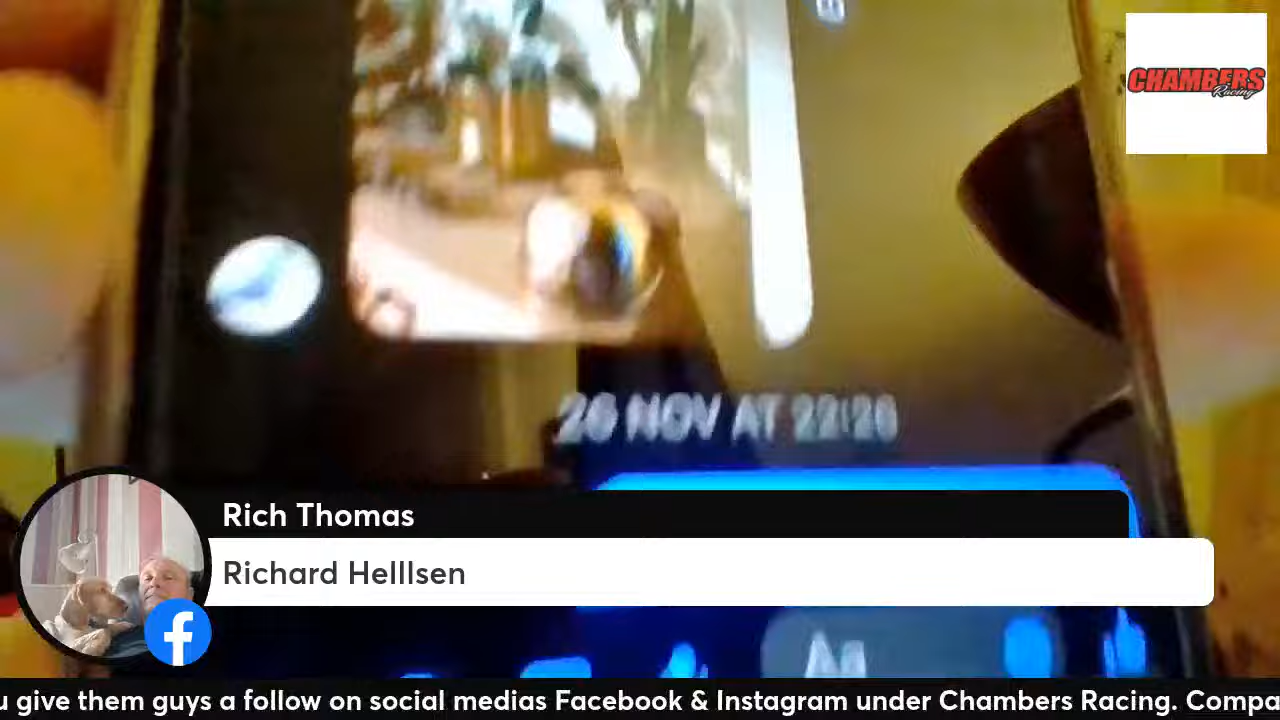 CHAMBERS
Racing
26 NOV AT 22:26
Rich Thomas
Richard Helllsen
Aa
u give them guys a follow on social medias Facebook & Instagram under Chambers Racing. Compa